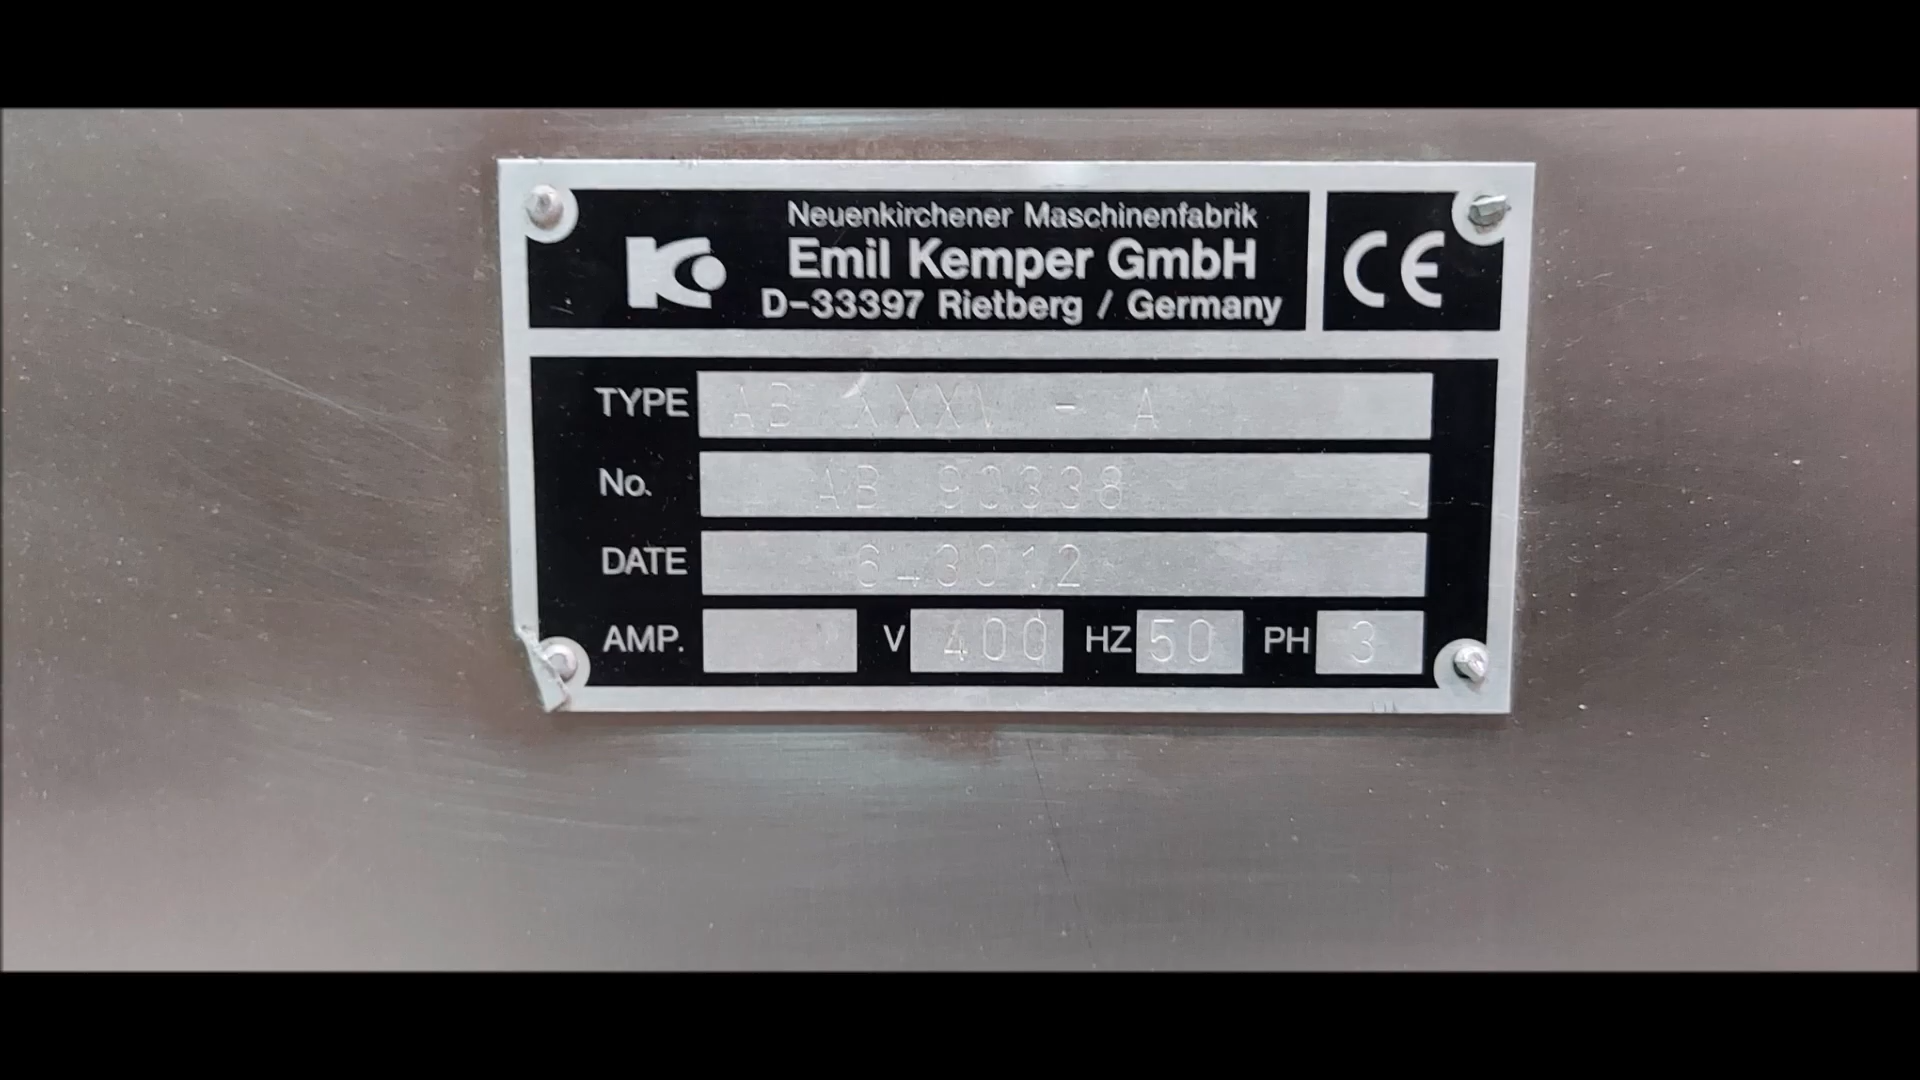 Neuenkirchener Maschinenfabrik
Emil Kemper GmbH
D-33397 Rietberg / Germany
CE
TYPE AB XXXV - A
No. AB 90338
DATE
AMP. V 400 HZ 50 PH 3